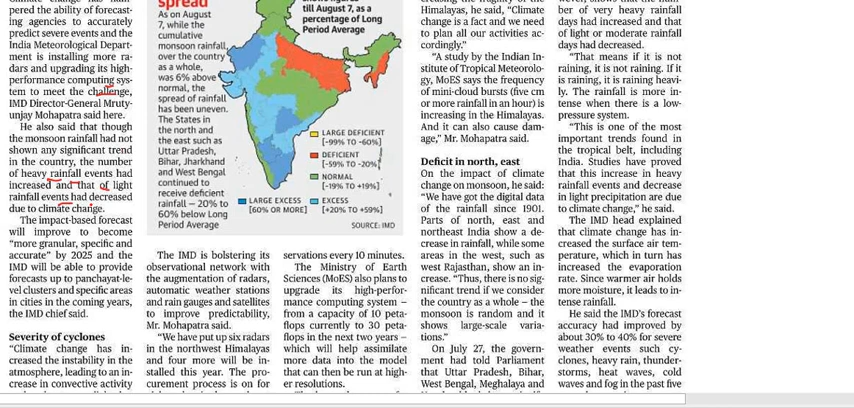 pered the ability of forecast-
ing agencies to accurately
predict severe events and the
India Meteorological Depart-
ment is installing more ra-
dars and upgrading its high-
performance computing sys-
tem to meet the challenge,
IMD Director-General Mruty-
unjay Mohapatra said here.
He also said that though
the monsoon rainfall had not
shown any significant trend
in the country, the number
of heavy rainfall events had
increased and that of light
rainfall events had decreased
due to climate change.
The impact-based forecast
will improve to become
“more granular, specific and
accurate” by 2025 and the
IMD will be able to provide
forecasts up to panchayat-le-
vel clusters and specific areas
in cities in the coming years,
the IMD chief said.
Severity of cyclones
“Climate change has in-
creased the instability in the
atmosphere, leading to an in-
crease in convective activity
spread
As on August
7, while the
cumulative
monsoon rainfall,
over the country
as a whole,
was 6% above
normal, the
spread of rainfall
has been uneven.
The States in
the north and
the east such as
Uttar Pradesh,
Bihar, Jharkhand
and West Bengal
continued to
receive deficit
rainfall – 20% to
60% below Long
Period Average
till August 7, as a
percentage of Long
Period Average
LARGE DEFICIENT
[-99% TO -60%]
DEFICIENT
[-59% TO -20%]
NORMAL
[-19% TO +19%]
LARGE EXCESS
[60% OR MORE]
EXCESS
[+20% TO +59%]
SOURCE: IMD
The IMD is bolstering its
observational network with
the augmentation of radars,
automatic weather stations
and rain gauges and satellites
to improve predictability,
Mr. Mohapatra said.
“We have put up six radars
in the northwest Himalayas
and four more will be in-
stalled this year. The pro-
curement process is on for
servations every 10 minutes.
The Ministry of Earth
Sciences (MoES) also plans to
upgrade its high-perfor-
mance computing system –
from a capacity of 10 peta-
flops currently to 30 peta-
flops in the next two years –
which will help assimilate
more data into the model
that can then be run at high-
er resolutions.
Himalayas, he said, “Climate
change is a fact and we need
to plan all our activities ac-
cordingly.”
“A study by the Indian In-
stitute of Tropical Meteorolo-
gy, MoES says the frequency
of mini-cloud bursts (five cm
or more rainfall in an hour) is
increasing in the Himalayas.
And it can also cause dam-
age,” Mr. Mohapatra said.
Deficit in north, east
On the impact of climate
change on monsoon, he said:
“We have got the digital data
of the rainfall since 1901.
Parts of north, east and
northeast India show a de-
crease in rainfall, while some
areas in the west, such as
west Rajasthan, show an in-
crease. “Thus, there is no sig-
nificant trend if we consider
the country as a whole – the
monsoon is random and it
shows large-scale varia-
tions.”
On July 27, the govern-
ment had told Parliament
that Uttar Pradesh, Bihar,
West Bengal, Meghalaya and
ber of very heavy rainfall
days had increased and that
of light or moderate rainfall
days had decreased.
“That means if it is not
raining, it is not raining. If it
is raining, it is raining heavi-
ly. The rainfall is more in-
tense when there is a low-
pressure system.
“This is one of the most
important trends found in
the tropical belt, including
India. Studies have proved
that this increase in heavy
rainfall events and decrease
in light precipitation are due
to climate change,” he said.
The IMD head explained
that climate change has in-
creased the surface air tem-
perature, which in turn has
increased the evaporation
rate. Since warmer air holds
more moisture, it leads to in-
tense rainfall.
He said the IMD’s forecast
accuracy had improved by
about 30% to 40% for severe
weather events such as cy-
clones, heavy rain, thunder-
storms, heat waves, cold
waves and fog in the past five